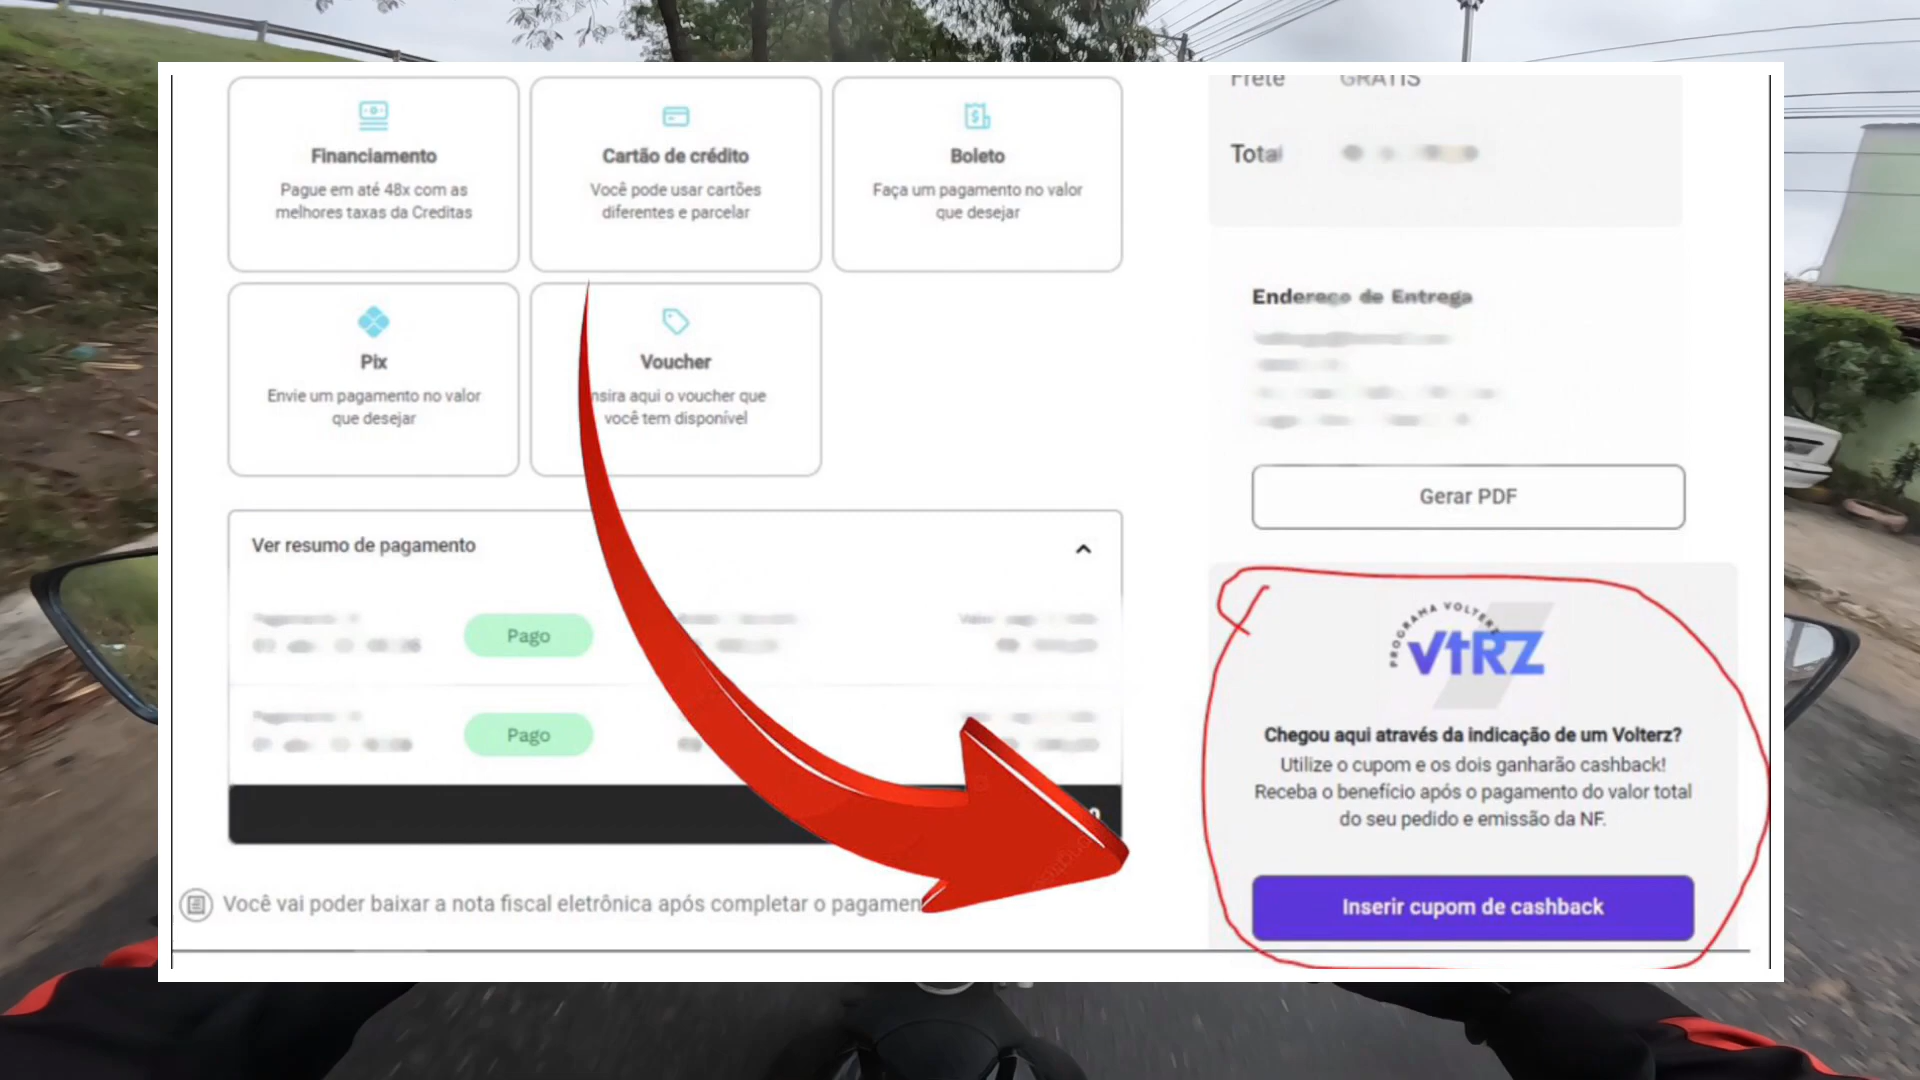 Financiamento
Pague em até 48x com as
melhores taxas da Creditas
Cartão de crédito
Você pode usar cartões
diferentes e parcelar
Boleto
Faça um pagamento no valor
que desejar
Pix
Envie um pagamento no valor
que desejar
Voucher
nsira aqui o voucher que
você tem disponível
Ver resumo de pagamento
Pago
Pago
Você vai poder baixar a nota fiscal eletrônica após completar o pagamen
Frete GRÁTIS
Total
Endereço de Entrega
Gerar PDF
PROGRAMA VOLTERZ
vtRZ
Chegou aqui através da indicação de um Volterz?
Utilize o cupom e os dois ganharão cashback!
Receba o benefício após o pagamento do valor total
do seu pedido e emissão da NF.
Inserir cupom de cashback